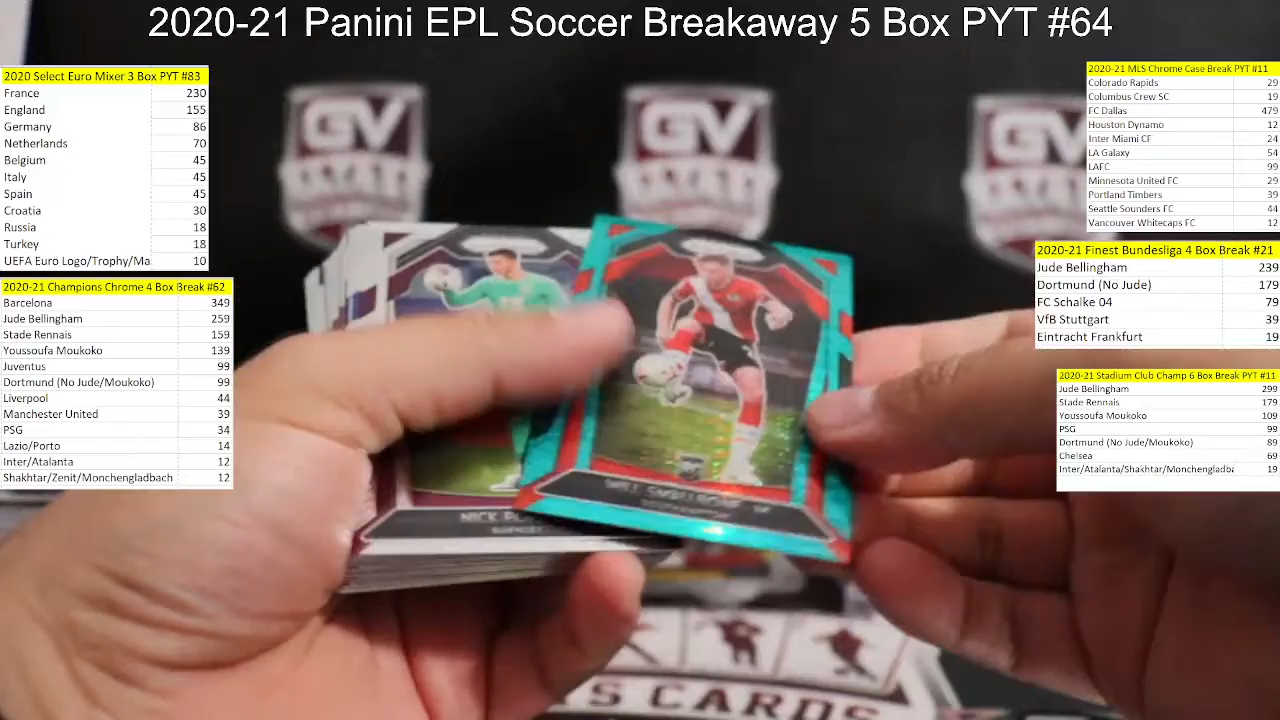 2020-21 Panini EPL Soccer Breakaway 5 Box PYT #64
2020 Select Euro Mixer 3 Box PYT #83
France 230
England 155
Germany 86
Netherlands 70
Belgium 45
Italy 45
Spain 45
Croatia 30
Russia 18
Turkey 18
UEFA Euro Logo/Trophy/Ma 10
2020-21 Champions Chrome 4 Box Break #62
Barcelona 349
Jude Bellingham 259
Stade Rennais 159
Youssoufa Moukoko 139
Juventus 99
Dortmund (No Jude/Moukoko) 99
Liverpool 44
Manchester United 39
PSG 34
Lazio/Porto 14
Inter/Atalanta 12
Shakhtar/Zenit/Monchengladbach 12
2020-21 MLS Chrome Case Break PYT #11
Colorado Rapids 29
Columbus Crew SC 19
FC Dallas 479
Houston Dynamo 12
Inter Miami CF 24
LA Galaxy 54
LAFC 99
Minnesota United FC 29
Portland Timbers 39
Seattle Sounders FC 44
Vancouver Whitecaps FC 12
2020-21 Finest Bundesliga 4 Box Break #21
Jude Bellingham 239
Dortmund (No Jude) 179
FC Schalke 04 79
VfB Stuttgart 39
Eintracht Frankfurt 19
2020-21 Stadium Club Champ 6 Box Break PYT #11
Jude Bellingham 299
Stade Rennais 179
Youssoufa Moukoko 109
PSG 99
Dortmund (No Jude/Moukoko) 89
Chelsea 69
Inter/Atalanta/Shakhtar/Monchengladba 19
GV
GV
GV
NICK
CARDS